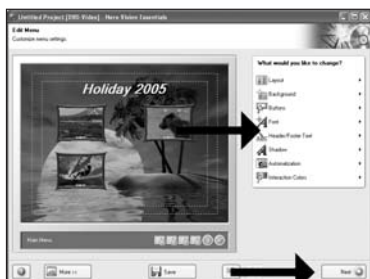 Untitled Project [2005 Video] - Nero Vision Essentials
Edit Menu
Customize menu settings.
What would you like to change?
Holiday 2005
Layout
Background
Buttons
Font
Header/Footer Text
Shadow
Automatization
Interaction Colors
Main Menu
More >>
Save
Next